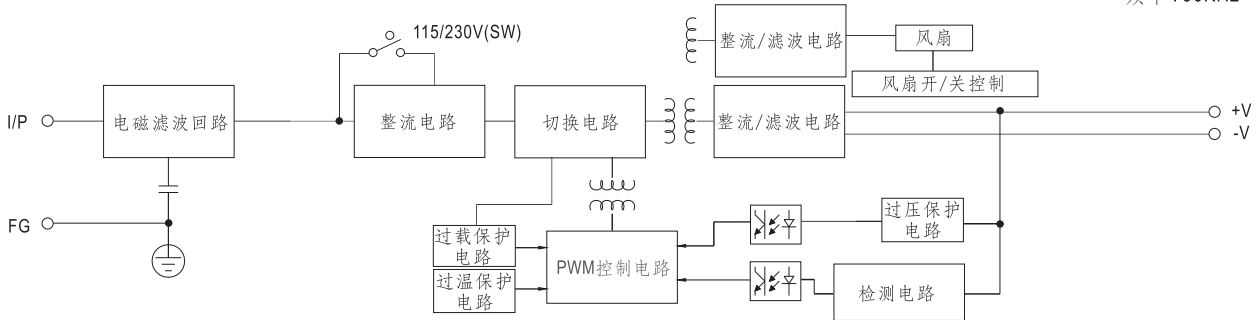 115/230V(SW)
整流/滤波电路
风扇
风扇开/关控制
I/P
电磁滤波回路
整流电路
切换电路
整流/滤波电路
+V
-V
FG
过载保护
电路
过温保护
电路
PWM控制电路
过压保护
电路
检测电路